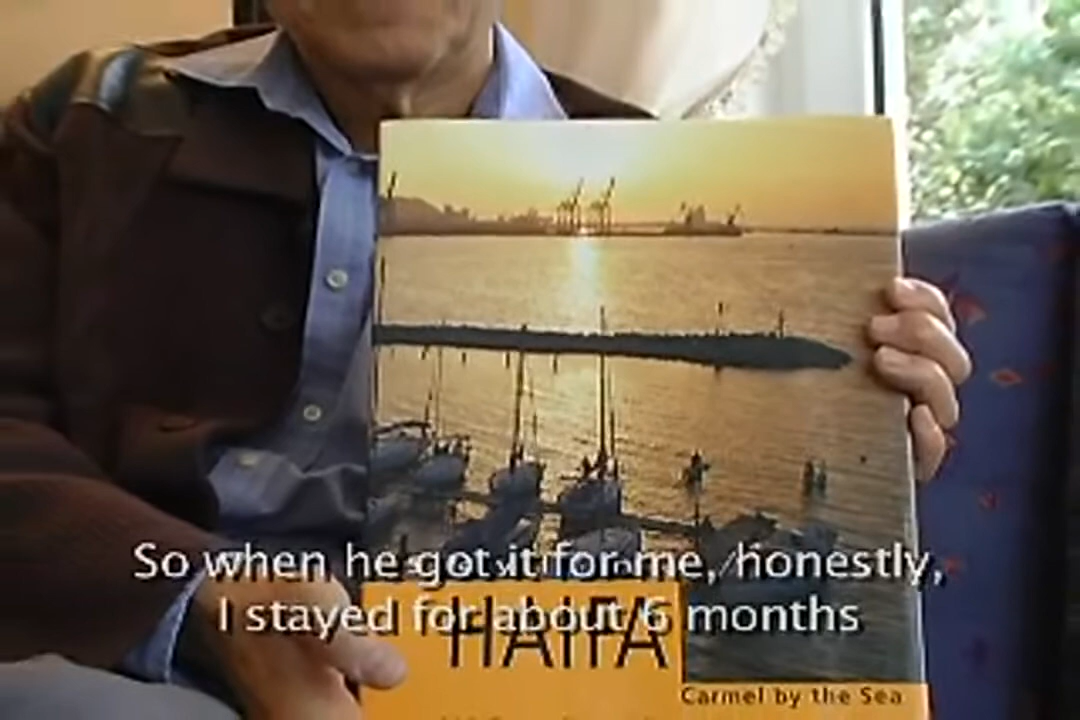 So when he got it for me, honestly,
I stayed for about 6 months
HAIFA
Carmel by the Sea